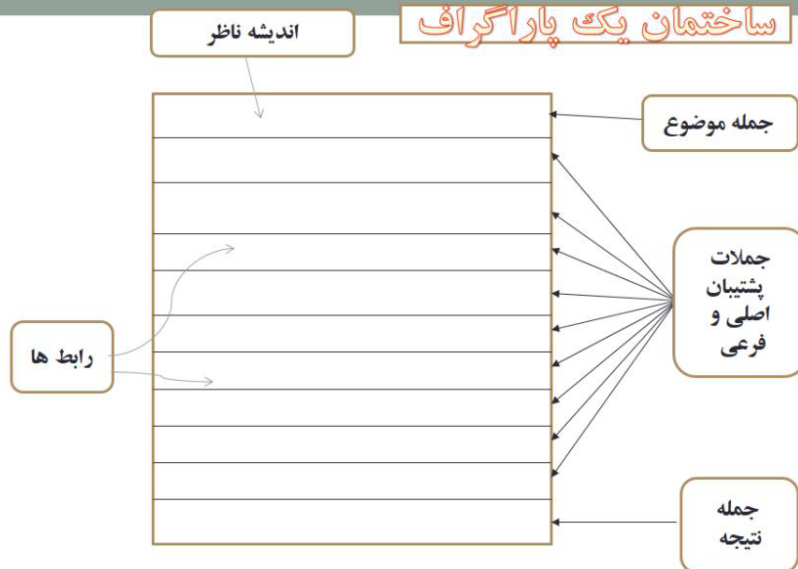 ساختمان یک پاراگراف
اندیشه ناظر
جمله موضوع
جملات
پشتیبان
اصلی و
فرعی
رابط ها
جمله
نتیجه